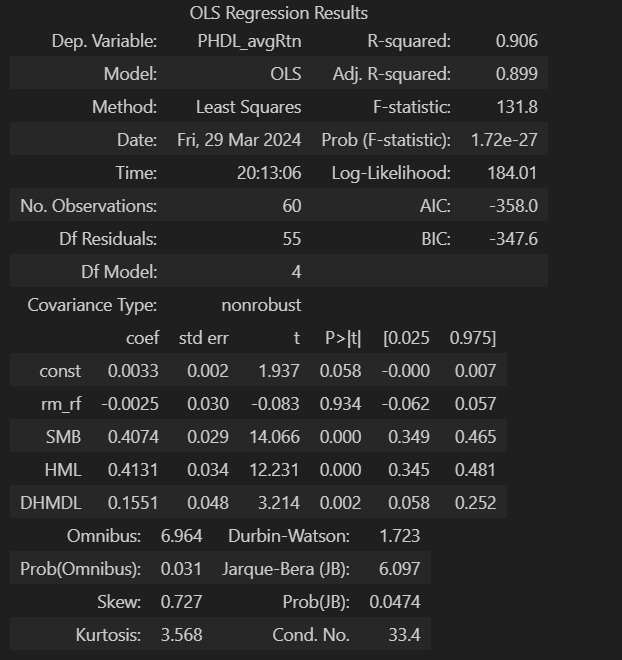 OLS Regression Results
Dep. Variable: PHDL_avgRtn R-squared: 0.906
Model: OLS Adj. R-squared: 0.899
Method: Least Squares F-statistic: 131.8
Date: Fri, 29 Mar 2024 Prob (F-statistic): 1.72e-27
Time: 20:13:06 Log-Likelihood: 184.01
No. Observations: 60 AIC: -358.0
Df Residuals: 55 BIC: -347.6
Df Model: 4
Covariance Type: nonrobust
coef std err t P>|t| [0.025 0.975]
const 0.0033 0.002 1.937 0.058 -0.000 0.007
rm_rf -0.0025 0.030 -0.083 0.934 -0.062 0.057
SMB 0.4074 0.029 14.066 0.000 0.349 0.465
HML 0.4131 0.034 12.231 0.000 0.345 0.481
DHMDL 0.1551 0.048 3.214 0.002 0.058 0.252
Omnibus: 6.964 Durbin-Watson: 1.723
Prob(Omnibus): 0.031 Jarque-Bera (JB): 6.097
Skew: 0.727 Prob(JB): 0.0474
Kurtosis: 3.568 Cond. No. 33.4